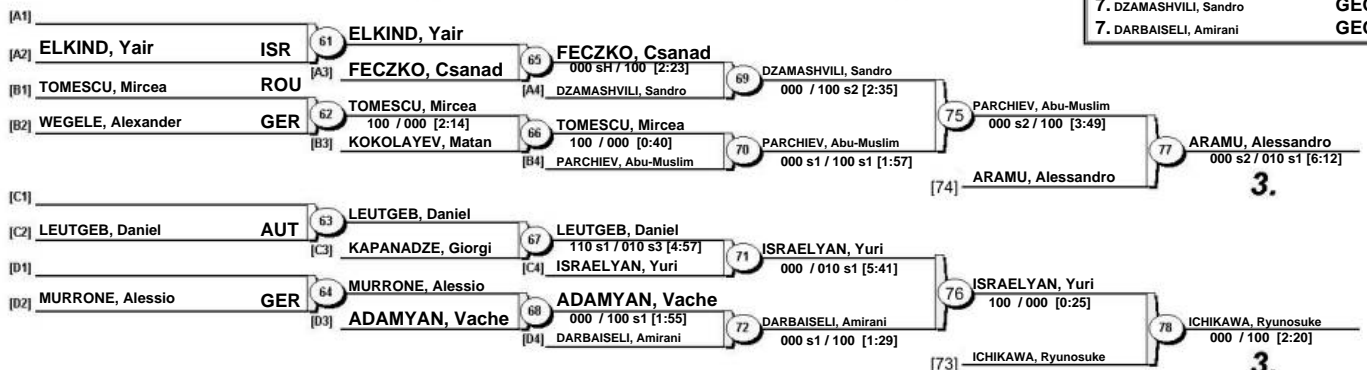 7. DZAMASHVILI, Sandro GEO
7. DARBAISELI, Amirani GEO
[A1]
[A2] ELKIND, Yair ISR
61
ELKIND, Yair
[A3] FECZKO, Csanad
65
FECZKO, Csanad
000 sH / 100 [2:23]
[A4] DZAMASHVILI, Sandro
69
DZAMASHVILI, Sandro
000 / 100 s2 [2:35]
[B1] TOMESCU, Mircea ROU
[B2] WEGELE, Alexander GER
62
TOMESCU, Mircea
100 / 000 [2:14]
[B3] KOKOLAYEV, Matan
66
TOMESCU, Mircea
100 / 000 [0:40]
[B4] PARCHIEV, Abu-Muslim
70
PARCHIEV, Abu-Muslim
000 s1 / 100 s1 [1:57]
75
PARCHIEV, Abu-Muslim
000 s2 / 100 [3:49]
[74] ARAMU, Alessandro
77
ARAMU, Alessandro
000 s2 / 010 s1 [6:12]
3.
[C1]
[C2] LEUTGEB, Daniel AUT
63
LEUTGEB, Daniel
[C3] KAPANADZE, Giorgi
67
LEUTGEB, Daniel
110 s1 / 010 s3 [4:57]
[C4] ISRAELYAN, Yuri
71
ISRAELYAN, Yuri
000 / 010 s1 [5:41]
[D1]
[D2] MURRONE, Alessio GER
64
MURRONE, Alessio
[D3] ADAMYAN, Vache
68
ADAMYAN, Vache
000 / 100 s1 [1:55]
[D4] DARBAISELI, Amirani
72
DARBAISELI, Amirani
000 s1 / 100 [1:29]
76
ISRAELYAN, Yuri
100 / 000 [0:25]
[73] ICHIKAWA, Ryunosuke
78
ICHIKAWA, Ryunosuke
000 / 100 [2:20]
3.